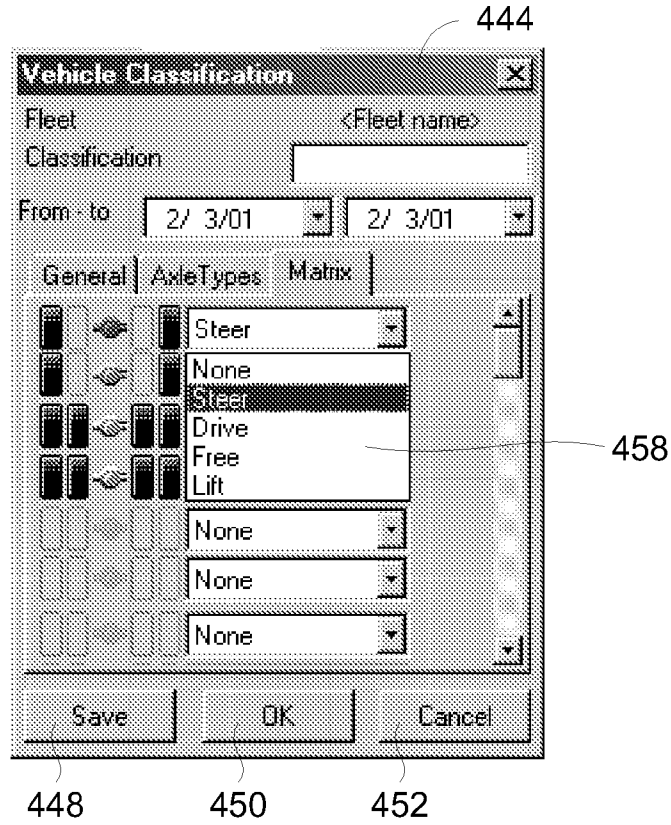 444
Vehicle Classification
Fleet <Fleet name>
Classification
From - to 2/ 3/01 2/ 3/01
General AxleTypes Matrix
Steer
None
Steer
Drive
458
Free
Lift
None
None
None
Save OK Cancel
448 450 452